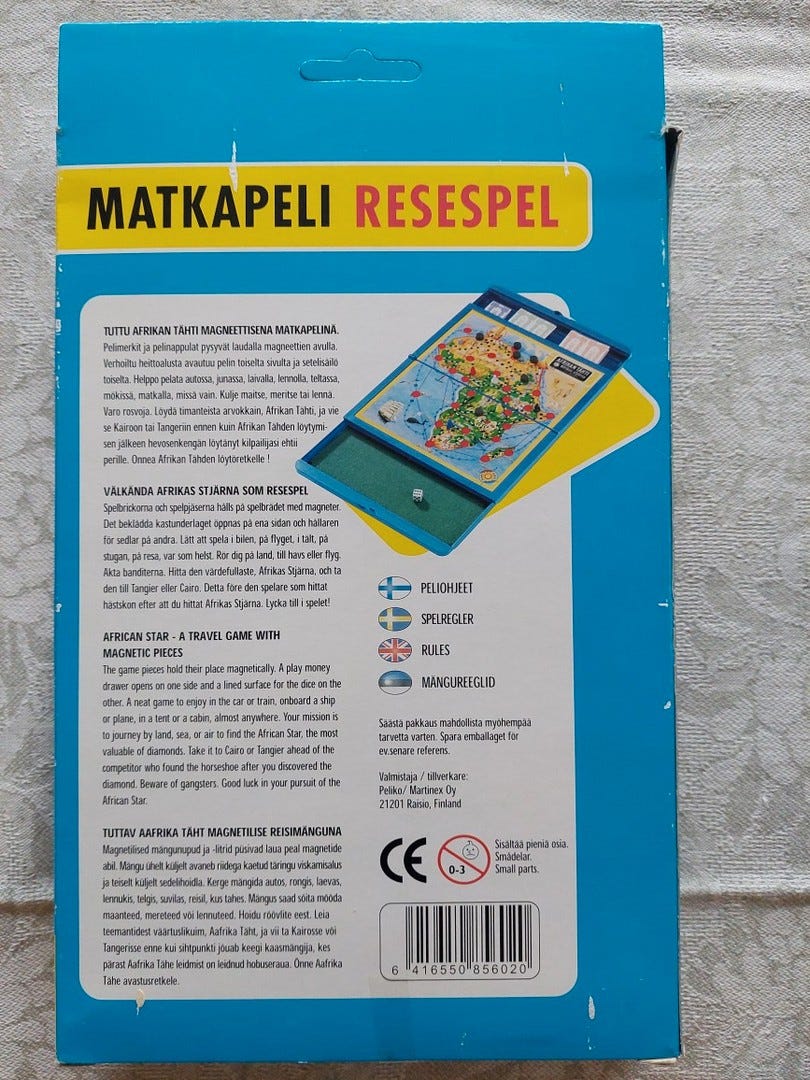 MATKAPELI RESESPEL
TUTTU AFRIKAN TÄHTI MAGNEETTISENA MATKAPELINÄ.
Pelimerkit ja pelinappulat pysyvät laudalla magneettien avulla.
Verhoiltu heittoalusta avautuu pelin toiselta sivulta ja setelisäilö
toiselta. Helppo pelata autossa, junassa, laivalla, lennolla, teltassa,
mökissä, matkalla, missä vain. Kulje maitse, meritse tai lennä.
Varo rosvoja. Löydä timanteista arvokkain, Afrikan Tähti, ja vie
se Kairoon tai Tangeriin ennen kuin Afrikan Tähden löytymi-
sen jälkeen hevosenkengän löytänyt kilpailijasi ehtii
perille. Onnea Afrikan Tähden löytöretkelle !
VÄLKÄNDA AFRIKAS STJÄRNA SOM RESESPEL
Spelbrickorna och spelpjäserna hålls på spelbrädet med magneter.
Det beklädda kastunderlaget öppnas på ena sidan och hållaren
för sedlar på andra. Lätt att spela i bilen, på flyget, i tält, på
stugan, på resa, var som helst. Rör dig på land, till havs eller flyg.
Akta banditerna. Hitta den värdefullaste, Afrikas Stjärna, och ta
den till Tangier eller Cairo. Detta före den spelare som hittat
hästskon efter att du hittat Afrikas Stjärna. Lycka till i spelet!
AFRICAN STAR - A TRAVEL GAME WITH
MAGNETIC PIECES
The game pieces hold their place magnetically. A play money
drawer opens on one side and a lined surface for the dice on the
other. A neat game to enjoy in the car or train, onboard a ship
or plane, in a tent or a cabin, almost anywhere. Your mission is
to journey by land, sea, or air to find the African Star, the most
valuable of diamonds. Take it to Cairo or Tangier ahead of the
competitor who found the horseshoe after you discovered the
diamond. Beware of gangsters. Good luck in your pursuit of the
African Star.
TUTTAV AAFRIKA TÄHT MAGNETILISE REISIMÄNGUNA
Magnetilised mängunupud ja -litrid püsivad laua peal magnetide
abil. Mängu ühelt küljelt avaneb riidega kaetud täringu viskamisalus
ja teiselt küljelt sedelihoidla. Kerge mängida autos, rongis, laevas,
lennukis, telgis, suvilas, reisil, kus tahes. Mängus saad sõita mööda
maanteed, mereteed või lennuteed. Hoidu röövlite eest. Leia
teemantidest väärtuslikuim, Aafrika Täht, ja vii ta Kairosse või
Tangerisse enne kui sihtpunkti jõuab keegi kaasmängija, kes
pärast Aafrika Tähe leidmist on leidnud hobuseraua. Õnne Aafrika
Tähe avastusretkele.
AFRIKAN TÄHTI
PELIOHJEET
SPELREGLER
RULES
MÄNGUREEGLID
Säästä pakkaus mahdollista myöhempää
tarvetta varten. Spara emballaget för
ev.senare referens.
Valmistaja / tillverkare:
Peliko/ Martinex Oy
21201 Raisio, Finland
CE
0-3
Sisältää pieniä osia.
Smådelar.
Small parts.
6 416550 856020